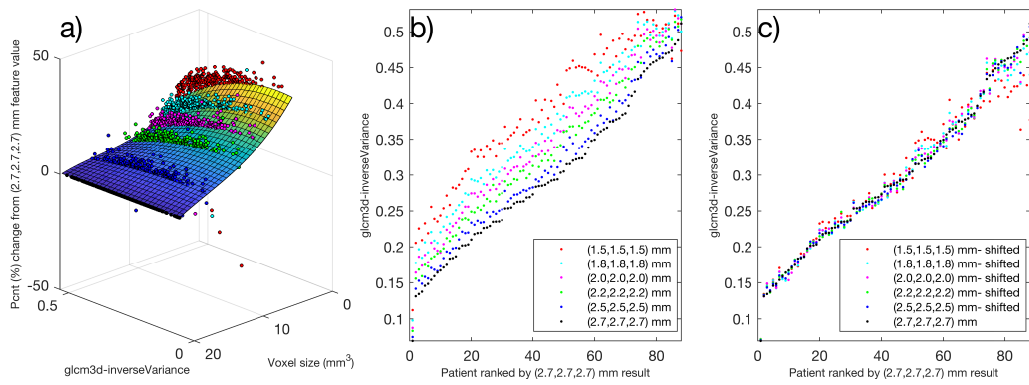 a)
50
0
-50
Pcnt (%) change from (2.7,2.7,2.7) mm feature value
0.5
0
glcm3d-inverseVariance
20
10
0
Voxel size (mm³)
b)
0.5
0.45
0.4
0.35
0.3
0.25
0.2
0.15
0.1
glcm3d-inverseVariance
(1.5,1.5,1.5) mm
(1.8,1.8,1.8) mm
(2.0,2.0,2.0) mm
(2.2,2.2,2.2) mm
(2.5,2.5,2.5) mm
(2.7,2.7,2.7) mm
0 20 40 60 80
Patient ranked by (2.7,2.7,2.7) mm result
c)
0.5
0.45
0.4
0.35
0.3
0.25
0.2
0.15
0.1
glcm3d-inverseVariance
(1.5,1.5,1.5) mm- shifted
(1.8,1.8,1.8) mm- shifted
(2.0,2.0,2.0) mm- shifted
(2.2,2.2,2.2) mm- shifted
(2.5,2.5,2.5) mm- shifted
(2.7,2.7,2.7) mm
0 20 40 60 80
Patient ranked by (2.7,2.7,2.7) mm result